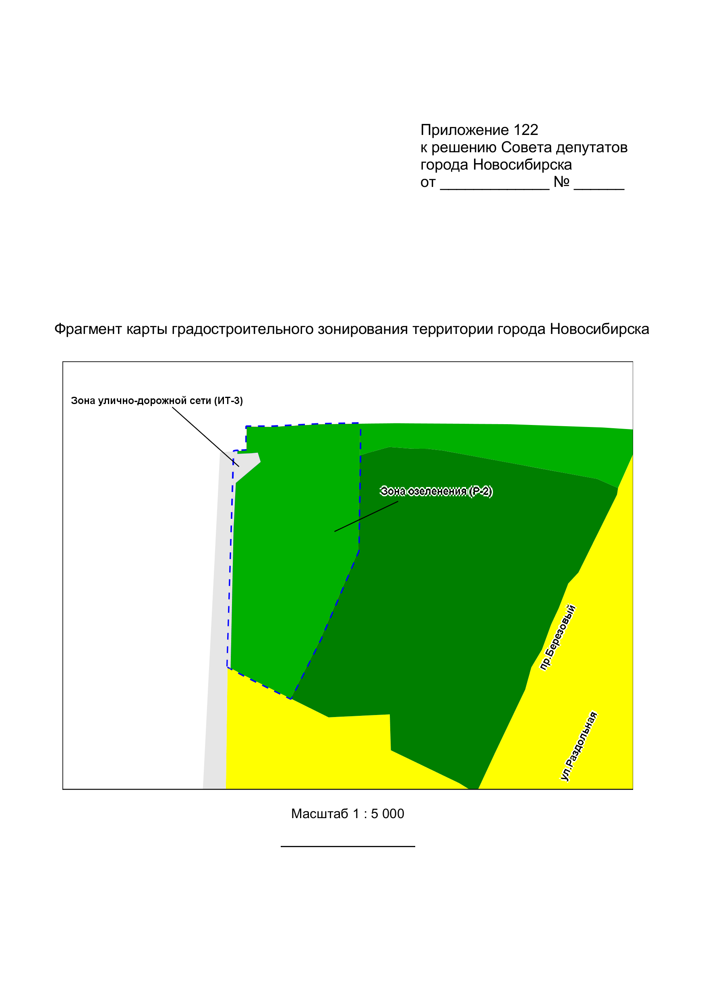 Приложение 122
к решению Совета депутатов
города Новосибирска
от _____________ № ______
Фрагмент карты градостроительного зонирования территории города Новосибирска
Зона улично-дорожной сети (ИТ-3)
Зона озеленения (Р-2)
пр.Березовый
ул.Раздольная
Масштаб 1 : 5 000